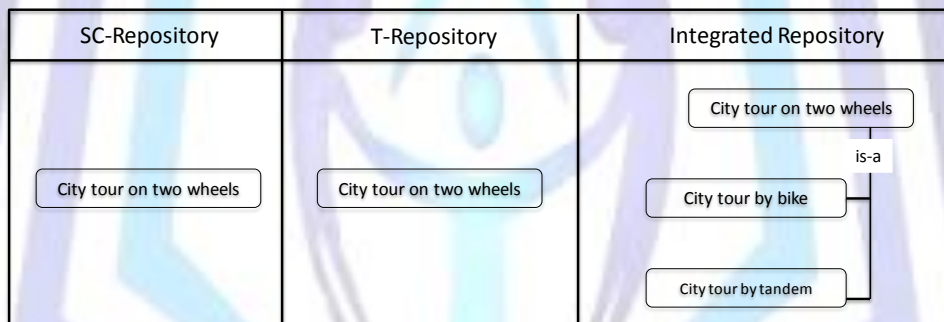 SC-Repository
T-Repository
Integrated Repository
City tour on two wheels
City tour on two wheels
City tour on two wheels
is-a
City tour by bike
City tour by tandem